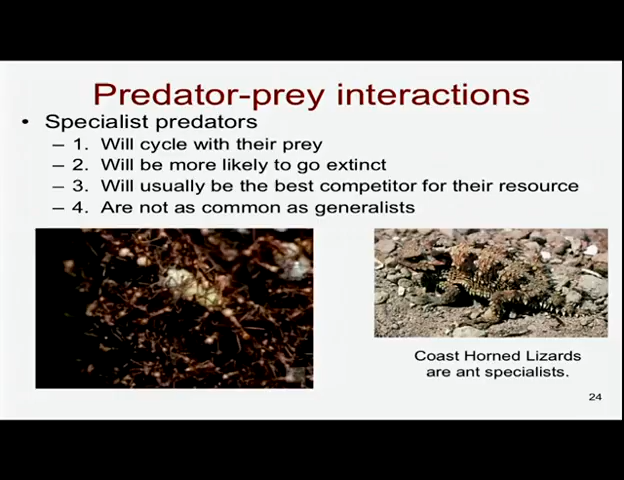 Predator-prey interactions
• Specialist predators
– 1. Will cycle with their prey
– 2. Will be more likely to go extinct
– 3. Will usually be the best competitor for their resource
– 4. Are not as common as generalists
Coast Horned Lizards
are ant specialists.
24